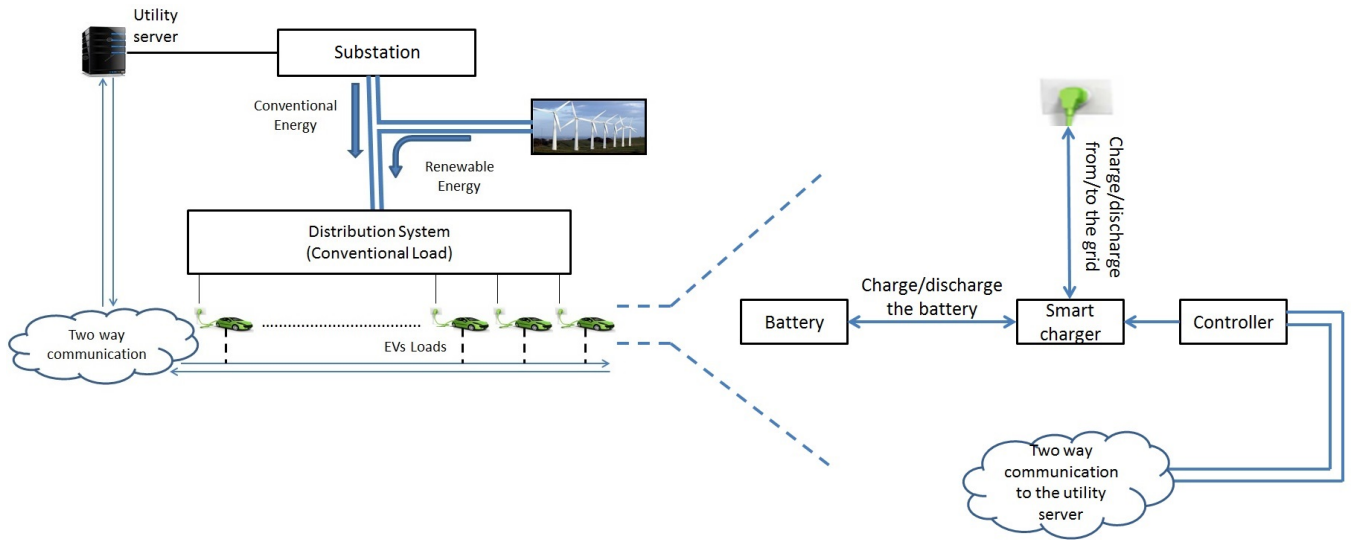 Utility
server
Substation
Conventional
Energy
Renewable
Energy
Distribution System
(Conventional Load)
Two way
communication
EVs Loads
Charge/discharge
from/to the grid
Charge/discharge
the battery
Battery
Smart
charger
Controller
Two way
communication
to the utility
server